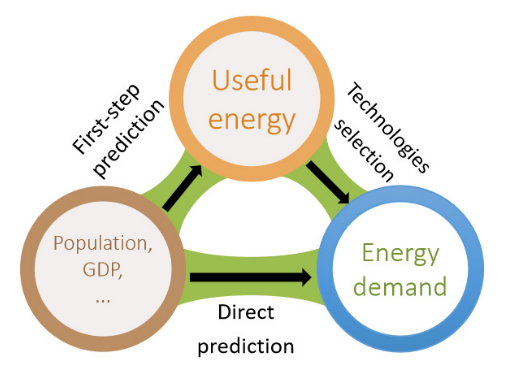 Useful
energy
First-step
prediction
Technologies
selection
Population,
GDP,
...
Energy
demand
Direct
prediction